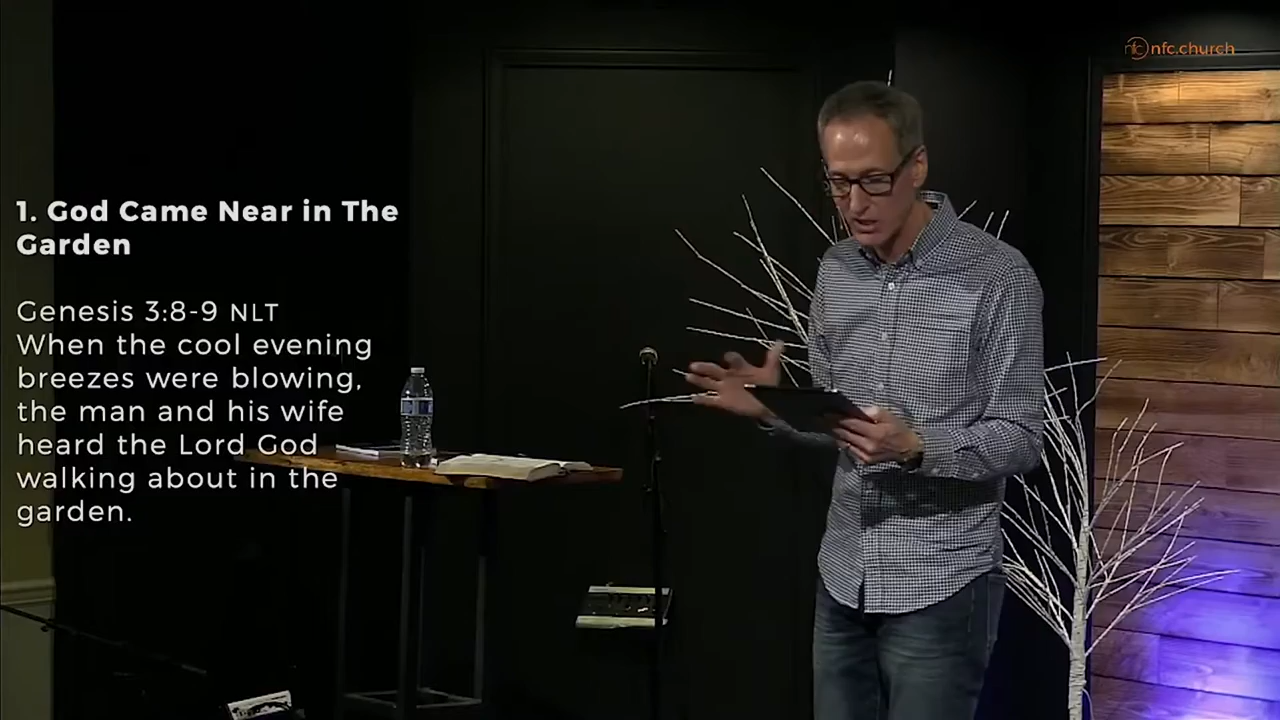 nfc nfc.church
1. God Came Near in The
Garden
Genesis 3:8-9 NLT
When the cool evening
breezes were blowing,
the man and his wife
heard the Lord God
walking about in the
garden.